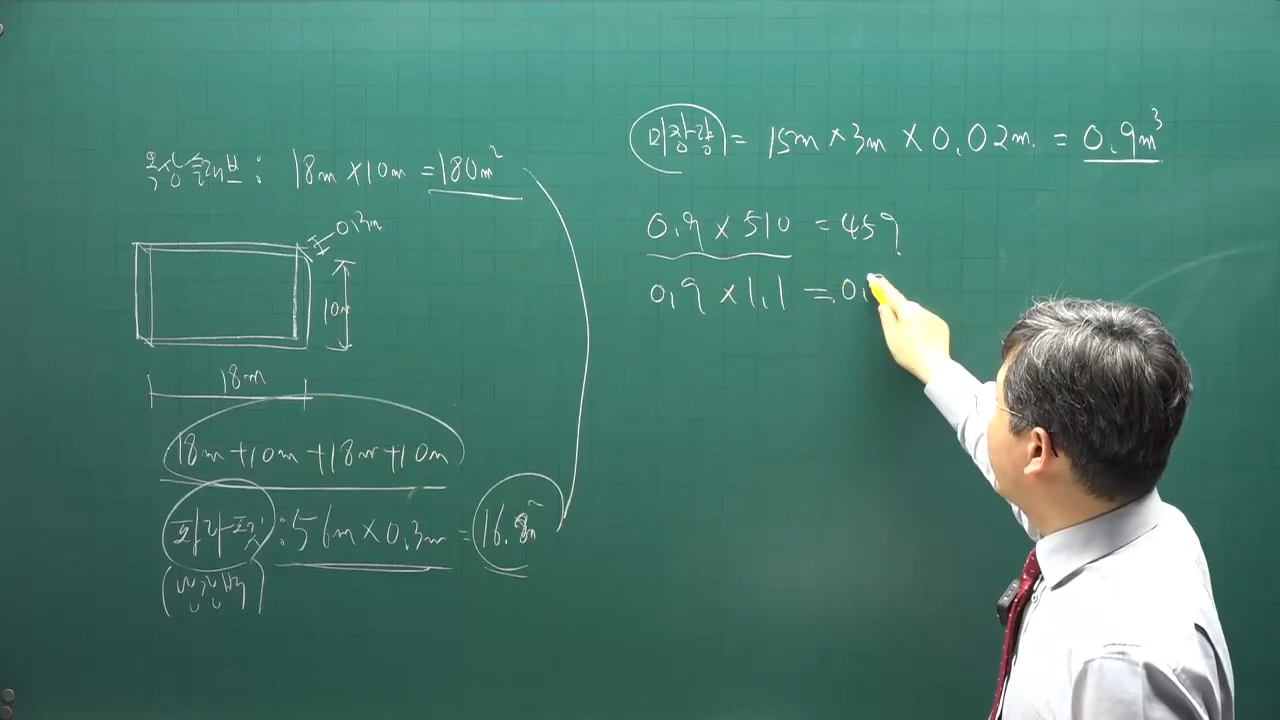 옥상슬래브 : 18m × 10m = 180m²
0.3m
10m
18m
18m + 10m + 18m + 10m
파라펫 : 56m × 0.3m = 16.8m²
미장량 = 15m × 3m × 0.02m = 0.9m³
0.9 × 510 = 459
0.9 × 1.1 = 0.